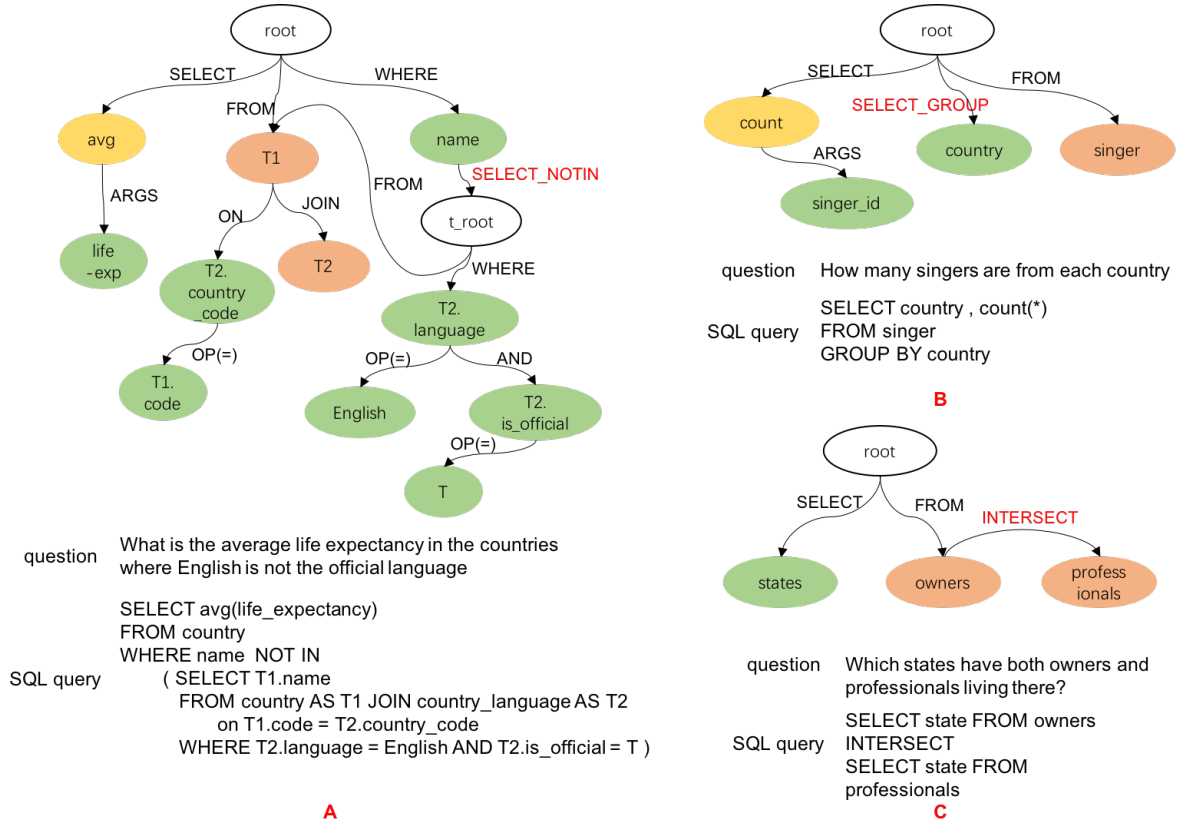 root
SELECT
WHERE
FROM
avg
T1
name
SELECT_NOTIN
ARGS
FROM
ON
JOIN
t_root
life
-exp
T2.
country
_code
T2
WHERE
T2.
language
OP(=)
OP(=)
AND
T1.
code
English
T2.
is_official
OP(=)
T
question
What is the average life expectancy in the countries
where English is not the official language
SQL query
SELECT avg(life_expectancy)
FROM country
WHERE name NOT IN
( SELECT T1.name
FROM country AS T1 JOIN country_language AS T2
on T1.code = T2.country_code
WHERE T2.language = English AND T2.is_official = T )
A
root
SELECT
FROM
SELECT_GROUP
count
country
singer
ARGS
singer_id
question
How many singers are from each country
SQL query
SELECT country , count(*)
FROM singer
GROUP BY country
B
root
SELECT
FROM
INTERSECT
states
owners
profess
ionals
question
Which states have both owners and
professionals living there?
SQL query
SELECT state FROM owners
INTERSECT
SELECT state FROM
professionals
C